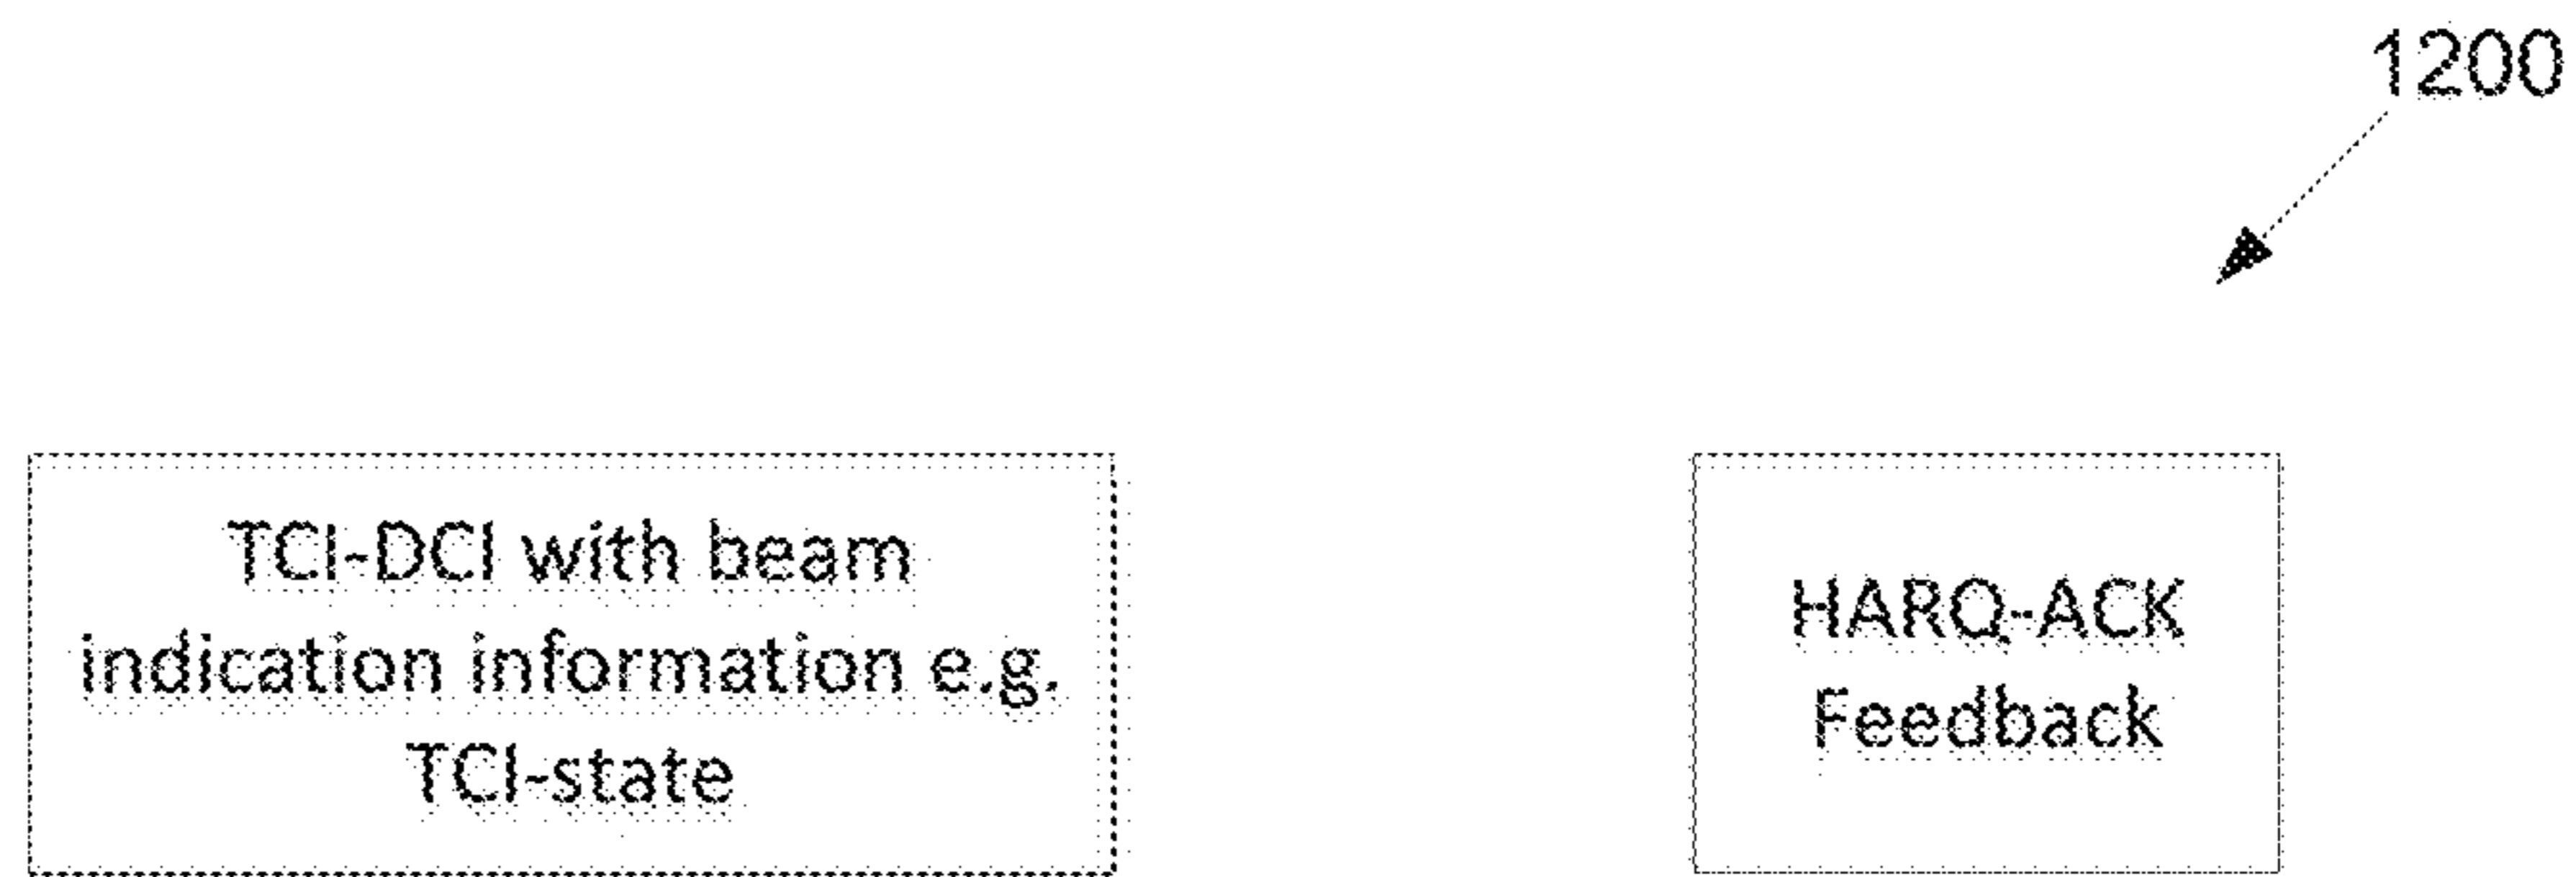 1200
TCI-DCI with beam
indication information e.g.
TCI-state
HARQ-ACK
Feedback